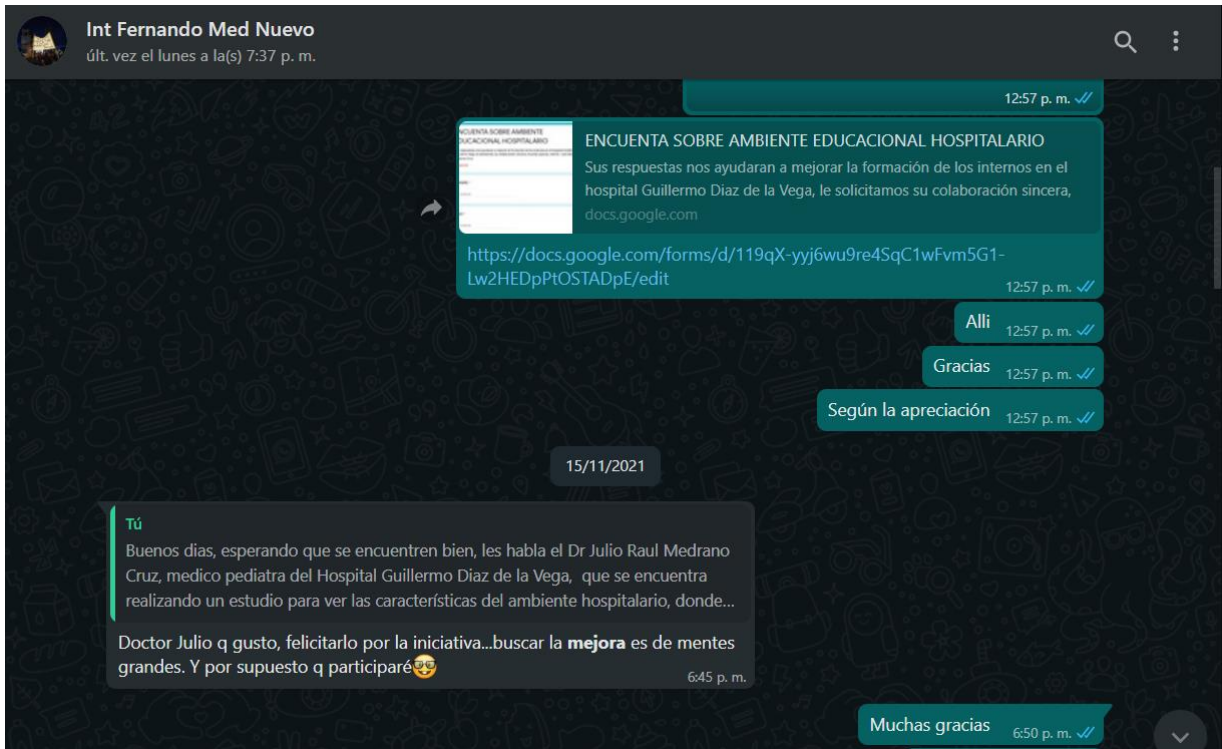 Int Fernando Med Nuevo
últ. vez el lunes a la(s) 7:37 p. m.
12:57 p. m.
ENCUENTA SOBRE AMBIENTE EDUCACIONAL HOSPITALARIO
Sus respuestas nos ayudaran a mejorar la formación de los internos en el
hospital Guillermo Diaz de la Vega, le solicitamos su colaboración sincera,
docs.google.com
https://docs.google.com/forms/d/119qX-yyj6wu9re4SqC1wFvm5G1-
Lw2HEDpPtOSTADpE/edit
12:57 p. m.
Alli 12:57 p. m.
Gracias 12:57 p. m.
Según la apreciación 12:57 p. m.
15/11/2021
Tú
Buenos dias, esperando que se encuentren bien, les habla el Dr Julio Raul Medrano
Cruz, medico pediatra del Hospital Guillermo Diaz de la Vega, que se encuentra
realizando un estudio para ver las características del ambiente hospitalario, donde...
Doctor Julio q gusto, felicitarlo por la iniciativa...buscar la mejora es de mentes
grandes. Y por supuesto q participaré
6:45 p. m.
Muchas gracias 6:50 p. m.